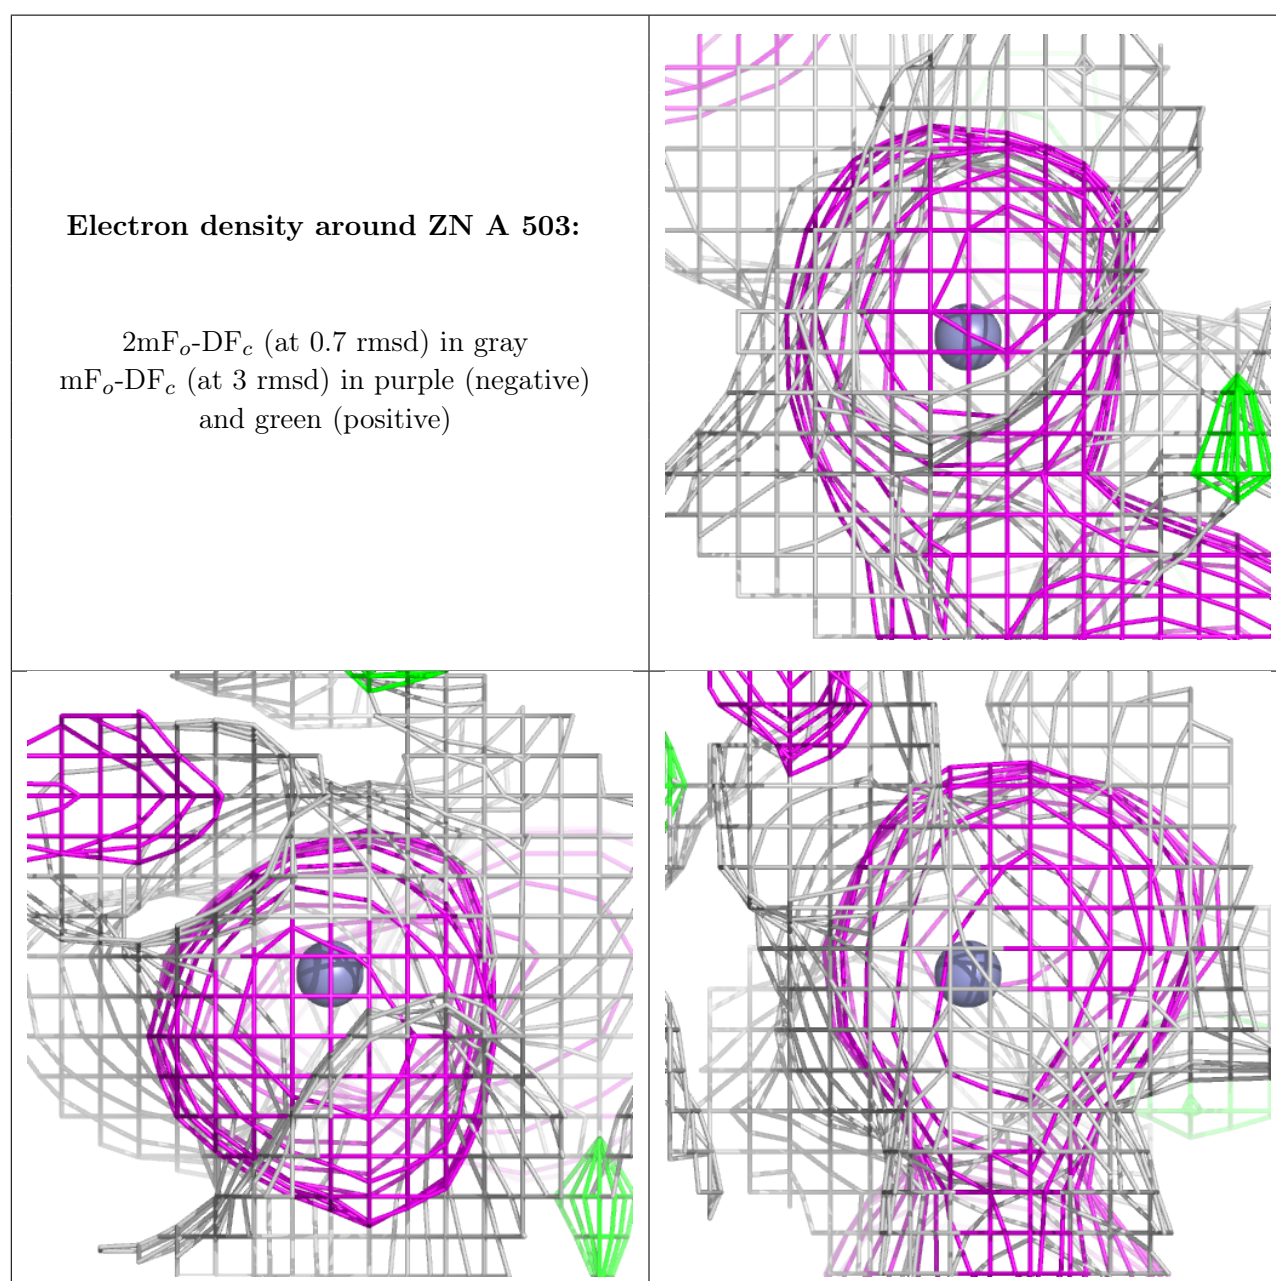 Electron density around ZN A 503:
2mFo-DFc (at 0.7 rmsd) in gray
mFo-DFc (at 3 rmsd) in purple (negative)
and green (positive)